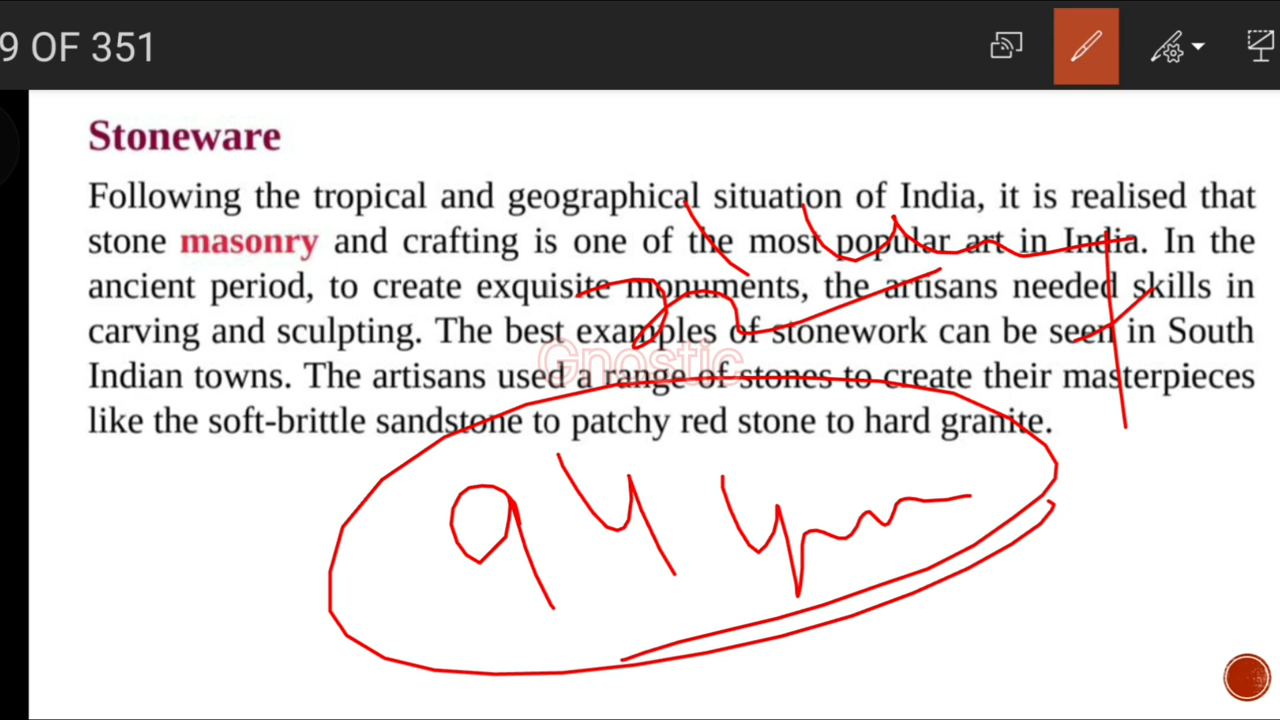 9 OF 351
Stoneware
Following the tropical and geographical situation of India, it is realised that
stone masonry and crafting is one of the most popular art in India. In the
ancient period, to create exquisite monuments, the artisans needed skills in
carving and sculpting. The best examples of stonework can be seen in South
Indian towns. The artisans used a range of stones to create their masterpieces
like the soft-brittle sandstone to patchy red stone to hard granite.
Gnostic